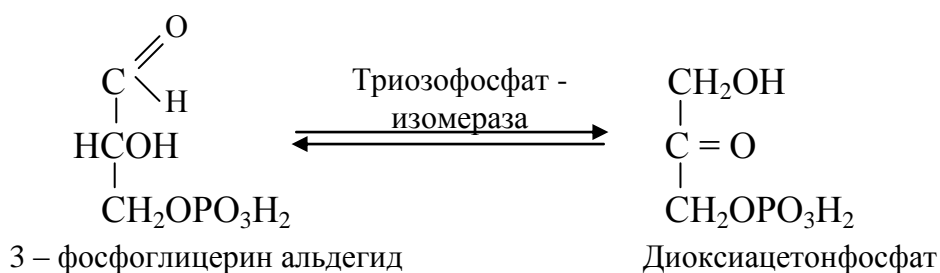 O
C
H
HCOH
CH₂OPO₃H₂
3 – фосфоглицерин альдегид
Триозофосфат -
изомераза
CH₂OH
C = O
CH₂OPO₃H₂
Диоксиацетонфосфат